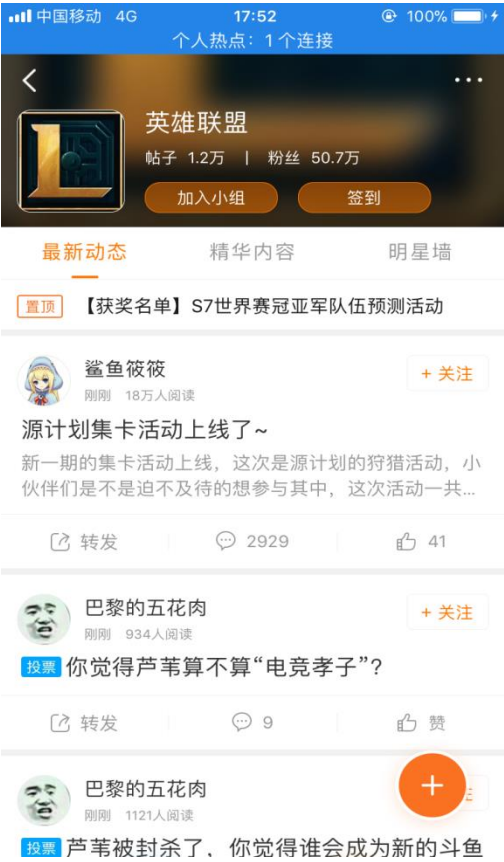 中国移动 4G 17:52 100%
个人热点：1个连接
英雄联盟
帖子 1.2万 | 粉丝 50.7万
加入小组 签到
最新动态 精华内容 明星墙
置顶 【获奖名单】S7世界赛冠亚军队伍预测活动
鲨鱼筱筱
+ 关注
刚刚 18万人阅读
源计划集卡活动上线了~
新一期的集卡活动上线，这次是源计划的狩猎活动，小
伙伴们是不是迫不及待的想参与其中，这次活动一共...
转发 2929 41
巴黎的五花肉
+ 关注
刚刚 934人阅读
投票 你觉得芦苇算不算“电竞孝子”？
转发 9 赞
巴黎的五花肉
刚刚 1121人阅读
投票 芦苇被封杀了，你觉得谁会成为新的斗鱼